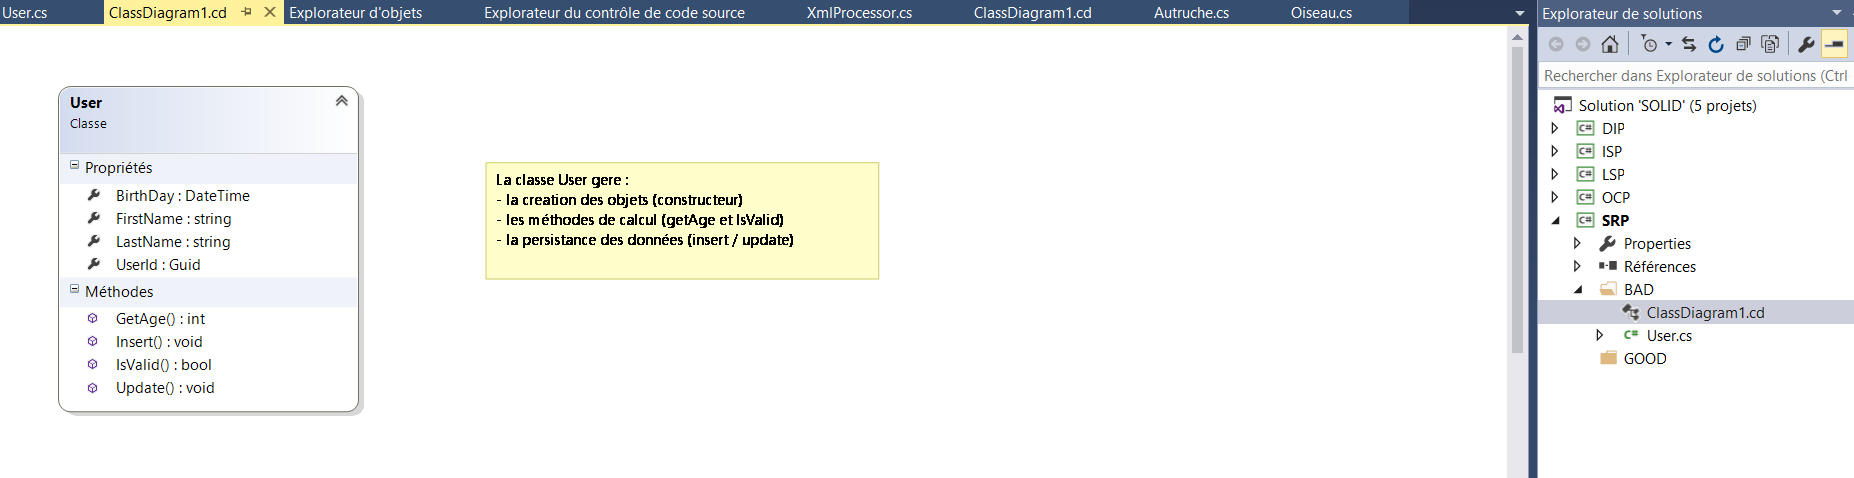 User.cs
ClassDiagram1.cd
Explorateur d'objets
Explorateur du contrôle de code source
XmlProcessor.cs
ClassDiagram1.cd
Autruche.cs
Oiseau.cs
User
Classe
Propriétés
BirthDay : DateTime
FirstName : string
LastName : string
UserId : Guid
Méthodes
GetAge() : int
Insert() : void
IsValid() : bool
Update() : void
La classe User gere :
- la creation des objets (constructeur)
- les méthodes de calcul (getAge et IsValid)
- la persistance des données (insert / update)
Explorateur de solutions
Rechercher dans Explorateur de solutions (Ctrl
Solution 'SOLID' (5 projets)
C# DIP
C# ISP
C# LSP
C# OCP
C# SRP
Properties
Références
BAD
ClassDiagram1.cd
C# User.cs
GOOD